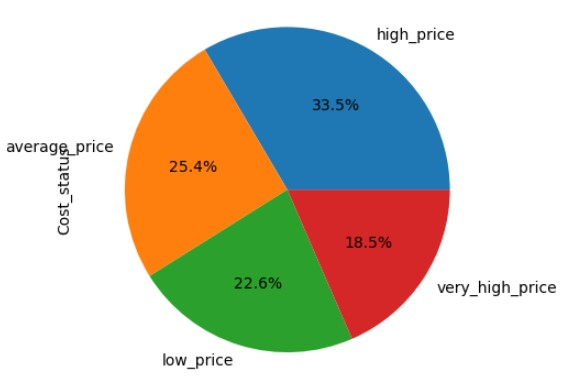 high_price
33.5%
average_price
25.4%
Cost_status
18.5%
22.6%
very_high_price
low_price